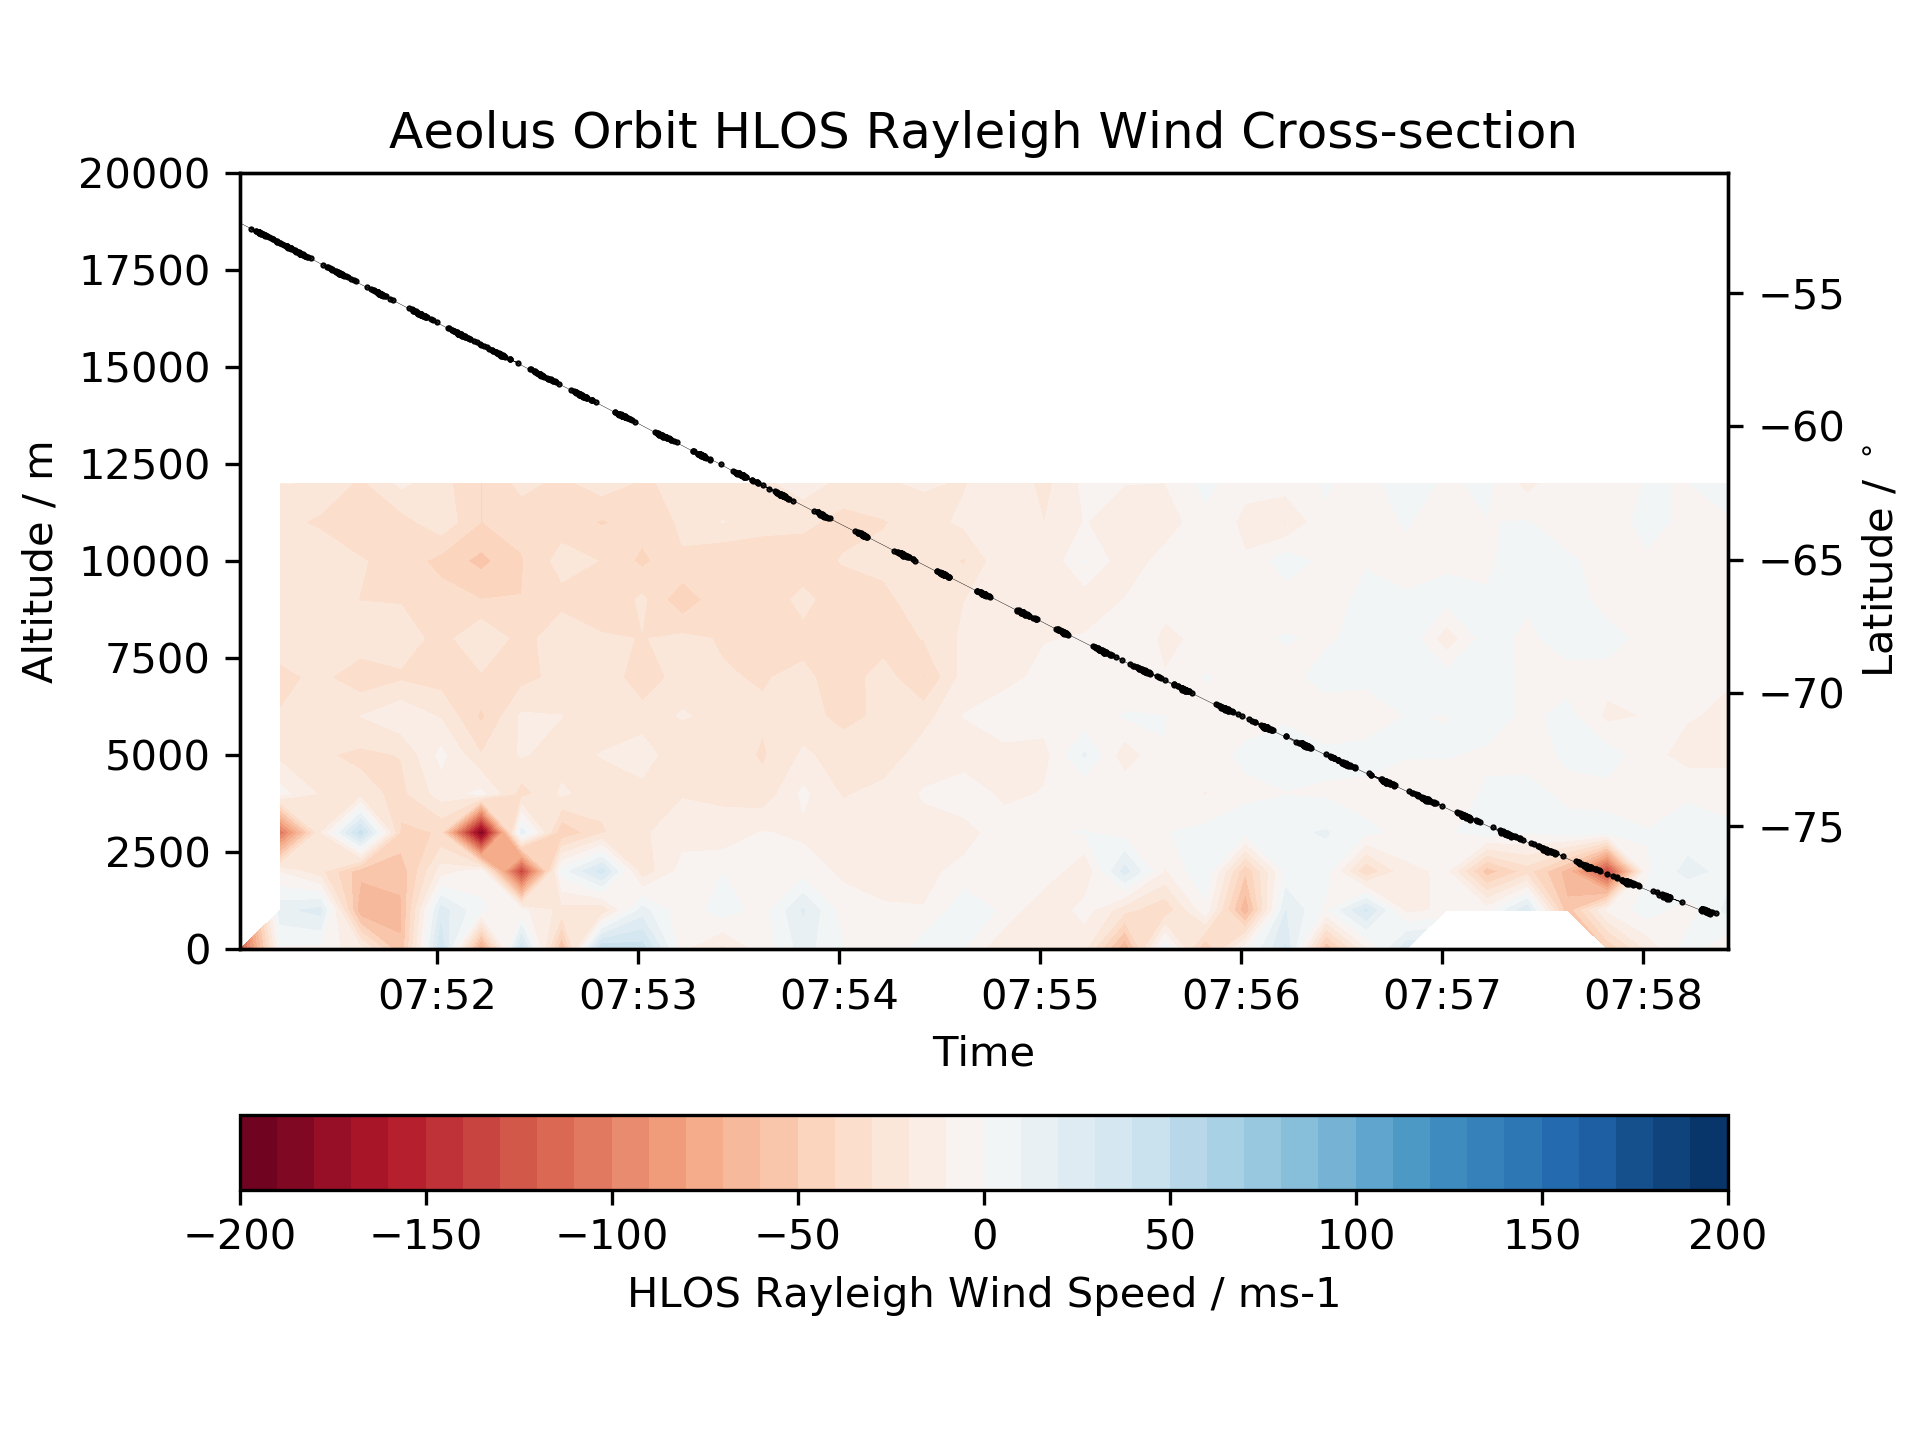 Aeolus Orbit HLOS Rayleigh Wind Cross-section
20000
17500
15000
12500
10000
7500
5000
2500
0
Altitude / m
−55
−60
−65
−70
−75
Latitude / °
07:52 07:53 07:54 07:55 07:56 07:57 07:58
Time
−200 −150 −100 −50 0 50 100 150 200
HLOS Rayleigh Wind Speed / ms-1